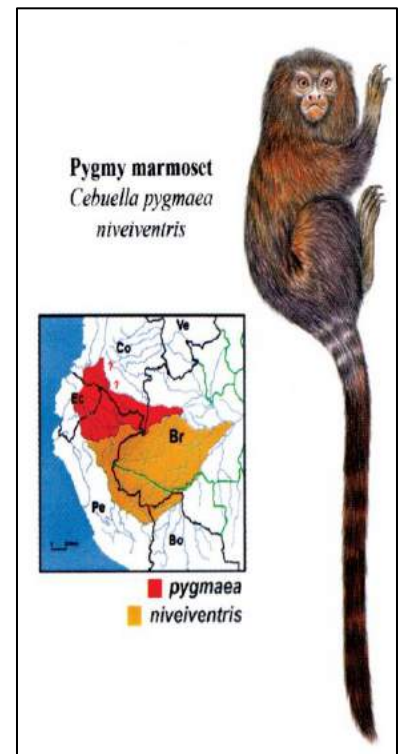 Pygmy marmoset
Cebuella pygmaea
niveiventris
Ve
Co
?
?
Ec
Br
Pe
Bo
pygmaea
niveiventris